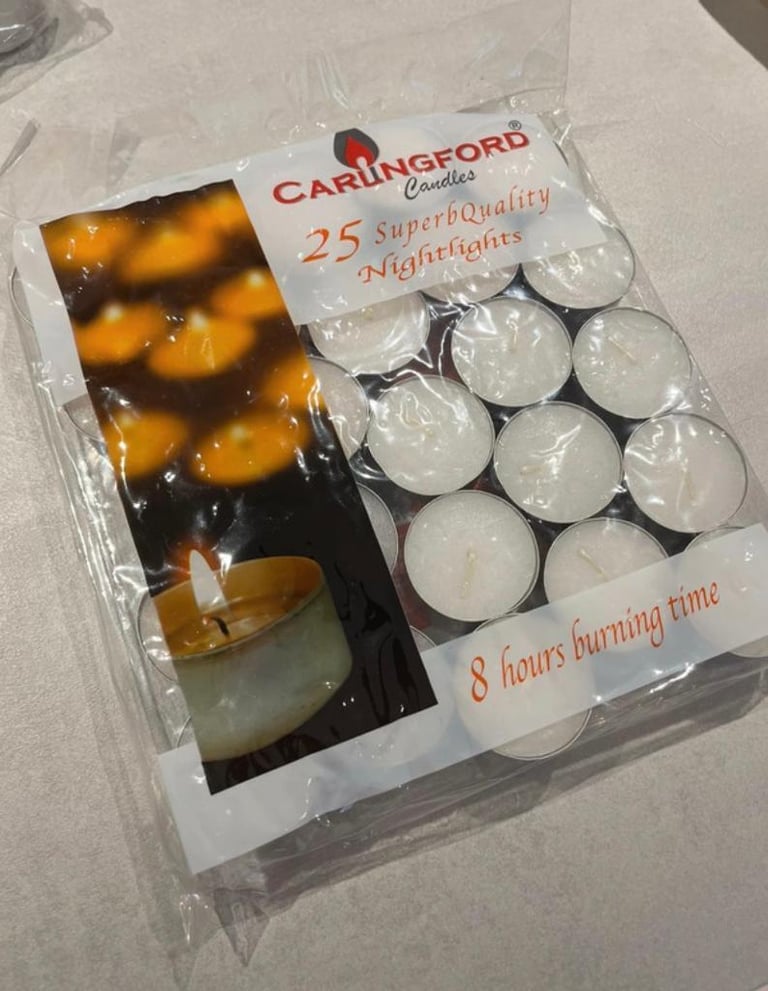 CARLINGFORD®
Candles
25 SuperbQuality
Nightlights
8 hours burning time